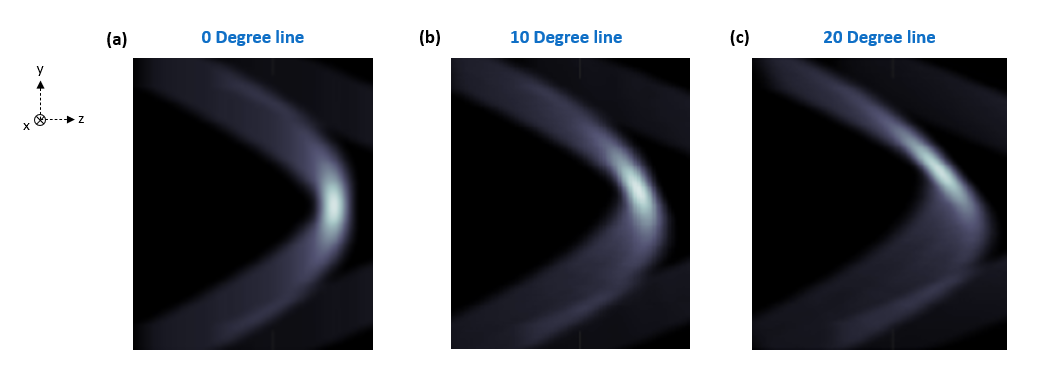 (a) 0 Degree line
(b) 10 Degree line
(c) 20 Degree line
y
x
z